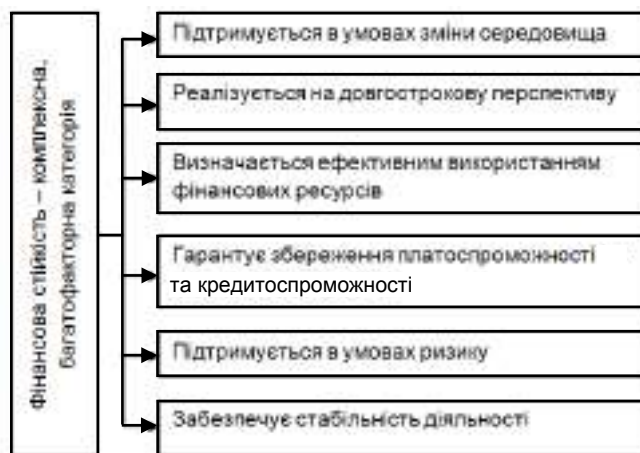 Фінансова стійкість – комплексна,
багатофакторна категорія
Підтримується в умовах зміни середовища
Реалізується на довгострокову перспективу
Визначається ефективним використанням
фінансових ресурсів
Гарантує збереження платоспроможності
та кредитоспроможності
Підтримується в умовах ризику
Забезпечує стабільність діяльності